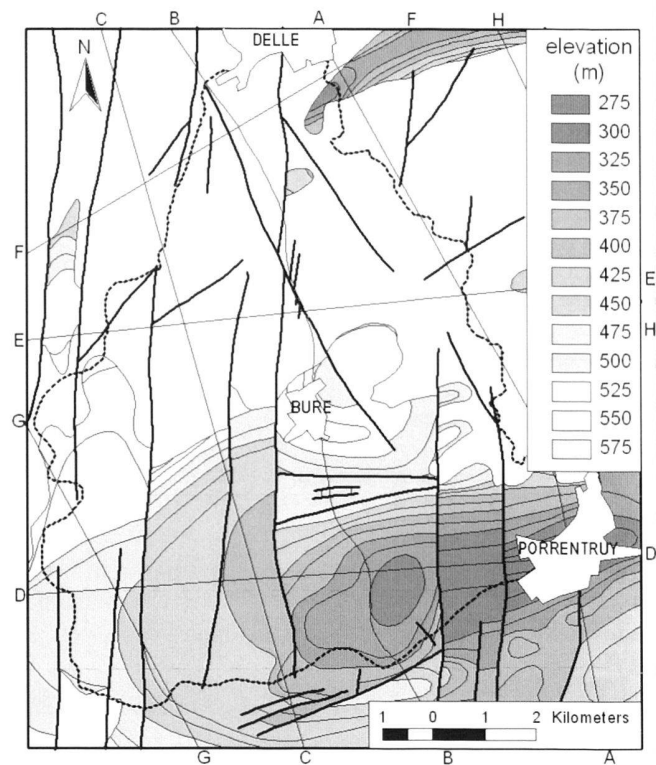 C B A F H
DELLE
N
elevation
(m)
275
300
325
350
375
400
425
450
475
500
525
550
575
F
E
E
H
G
BURE
PORRENTRUY
D
D
1 0 1 2 Kilometers
G C B A